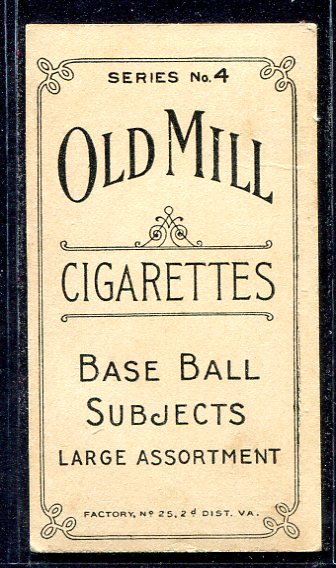 SERIES No. 4
OLD MILL
CIGARETTES
BASE BALL
SUBJECTS
LARGE ASSORTMENT
FACTORY, No 25, 2d DIST. VA.